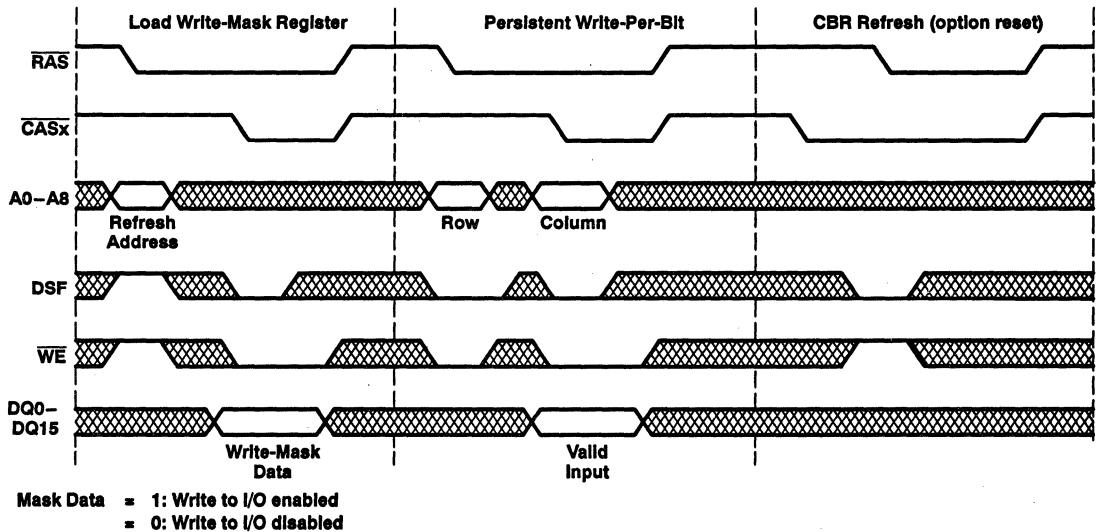 Load Write-Mask Register
Persistent Write-Per-Bit
CBR Refresh (option reset)
RAS
CASx
A0–A8
Refresh
Address
Row
Column
DSF
WE
DQ0–
DQ15
Write-Mask
Data
Valid
Input
Mask Data = 1: Write to I/O enabled
= 0: Write to I/O disabled